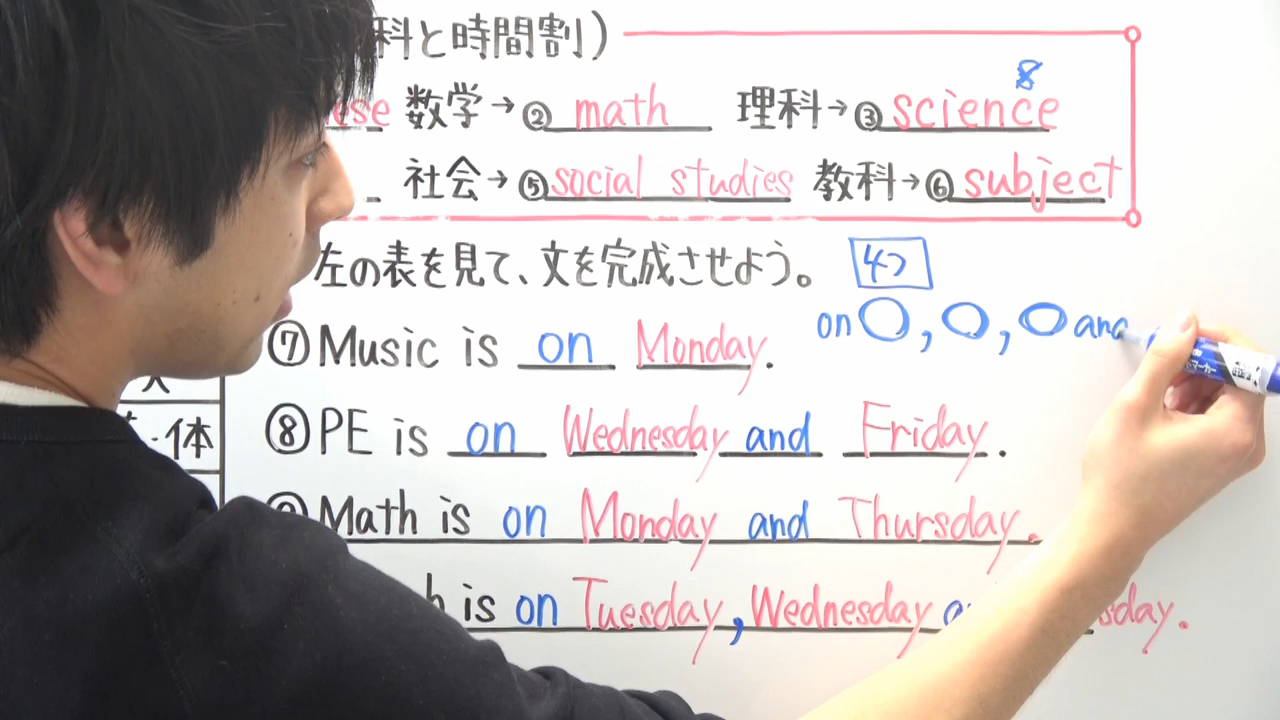 科と時間割)
ese 数学→② math 理科→③ science 8
社会→⑤ social studies 教科→⑥ subject
左の表を見て、文を完成させよう。 4つ
on ○, ○, ○ and
⑦ Music is on Monday.
⑧ PE is on Wednesday and Friday.
・体
Math is on Monday and Thursday.
h is on Tuesday, Wednesday sday.